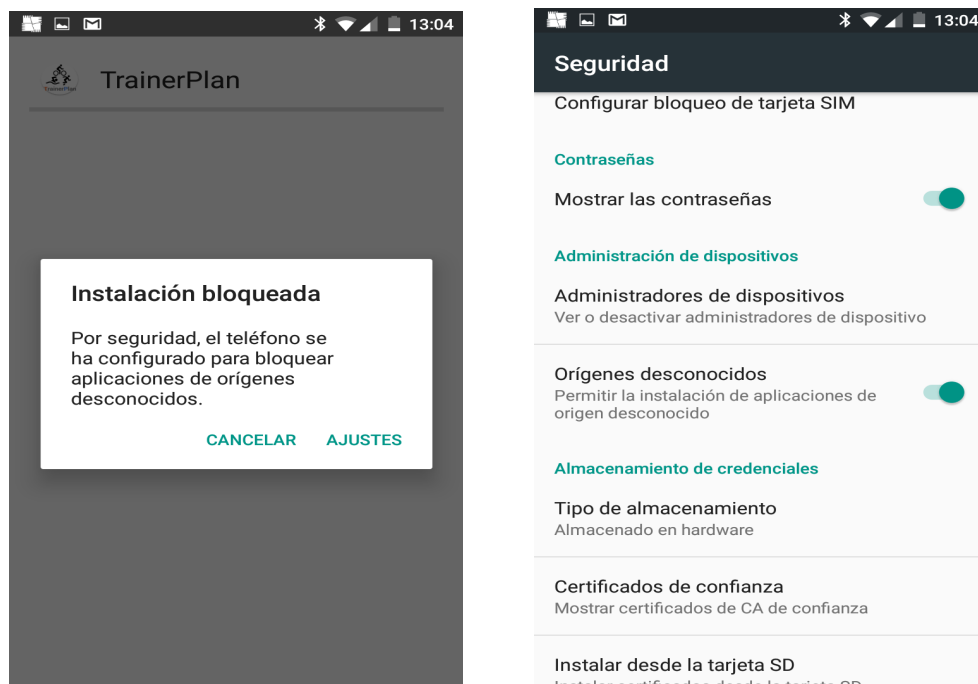 13:04
TrainerPlan
Instalación bloqueada
Por seguridad, el teléfono se
ha configurado para bloquear
aplicaciones de orígenes
desconocidos.
CANCELAR AJUSTES
13:04
Seguridad
Configurar bloqueo de tarjeta SIM
Contraseñas
Mostrar las contraseñas
Administración de dispositivos
Administradores de dispositivos
Ver o desactivar administradores de dispositivo
Orígenes desconocidos
Permitir la instalación de aplicaciones de
origen desconocido
Almacenamiento de credenciales
Tipo de almacenamiento
Almacenado en hardware
Certificados de confianza
Mostrar certificados de CA de confianza
Instalar desde la tarjeta SD